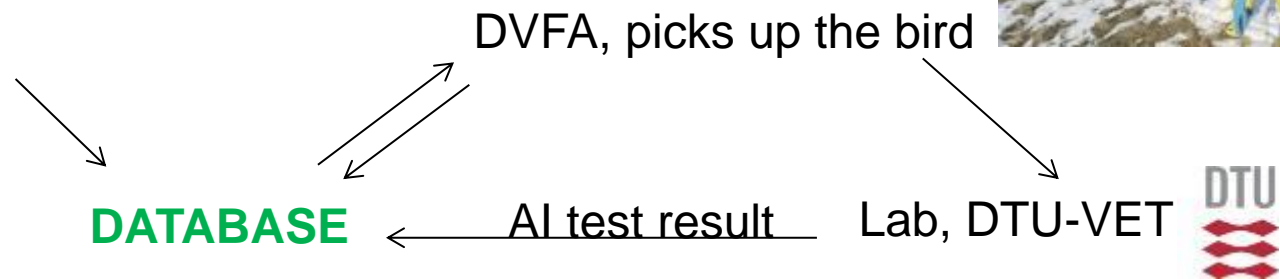 DVFA, picks up the bird
DTU
DATABASE AI test result Lab, DTU-VET